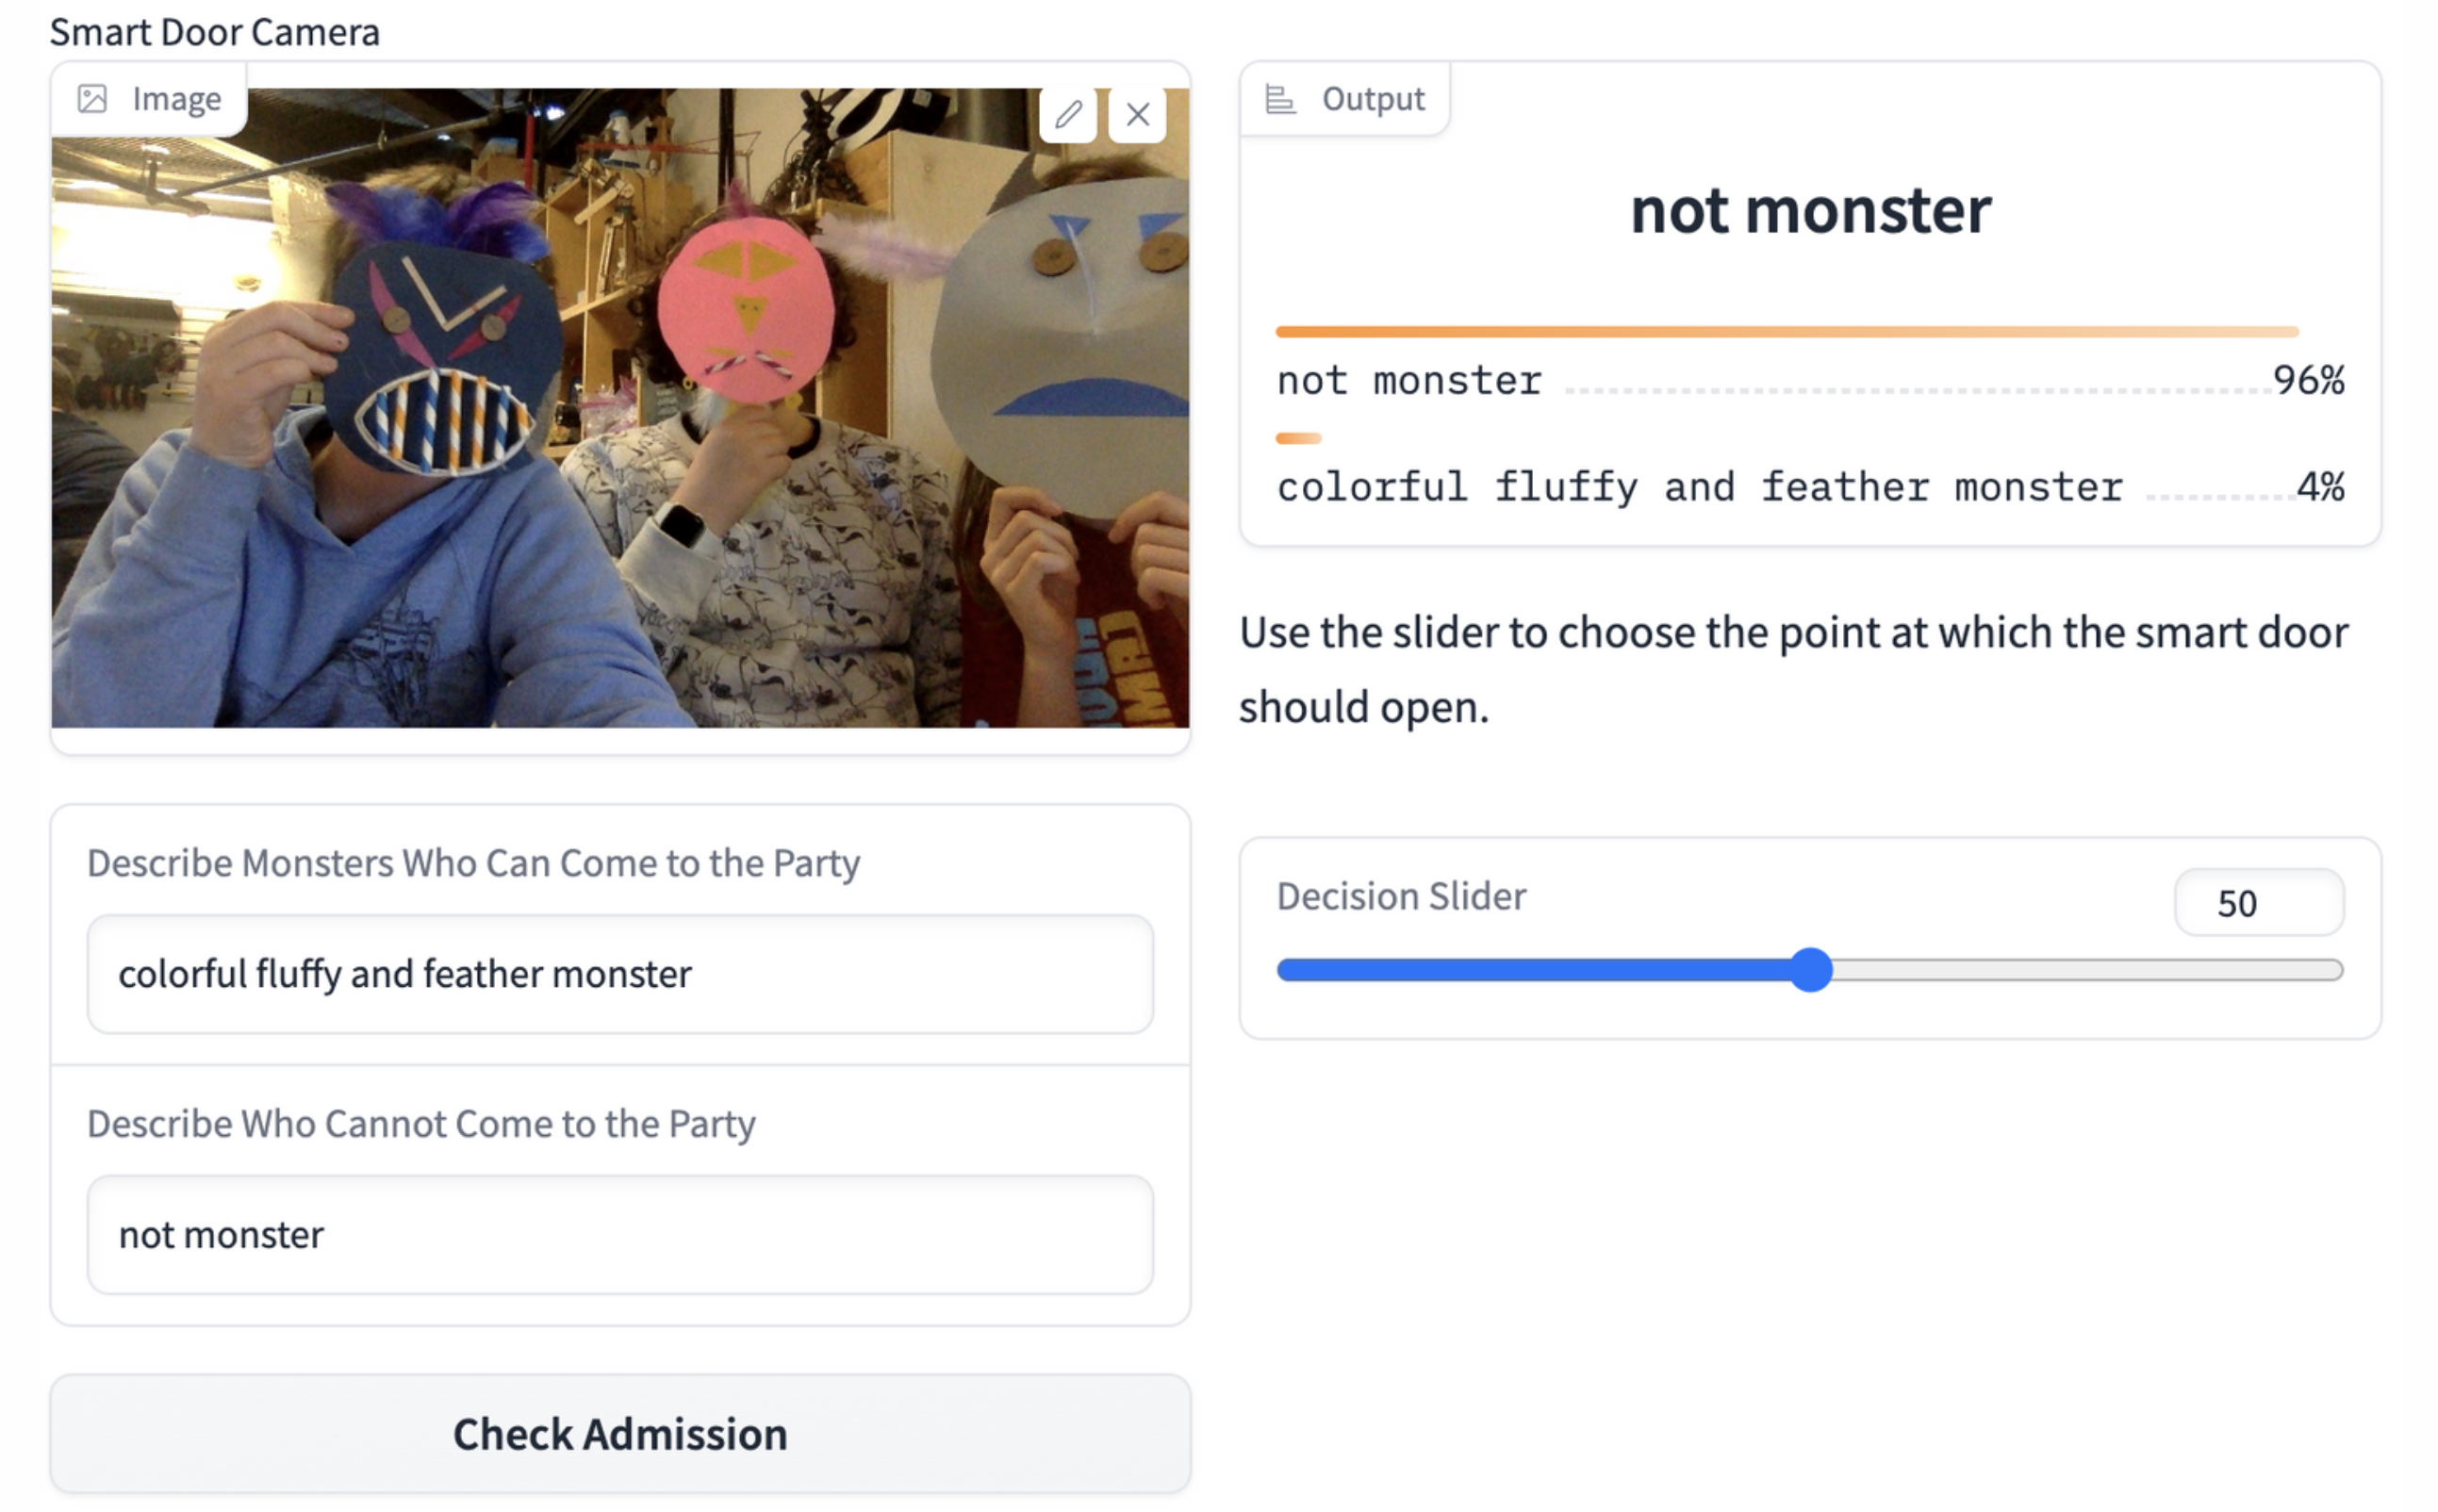 Smart Door Camera
Image
Describe Monsters Who Can Come to the Party
colorful fluffy and feather monster
Describe Who Cannot Come to the Party
not monster
Check Admission
Output
not monster
not monster 96%
colorful fluffy and feather monster 4%
Use the slider to choose the point at which the smart door
should open.
Decision Slider
50